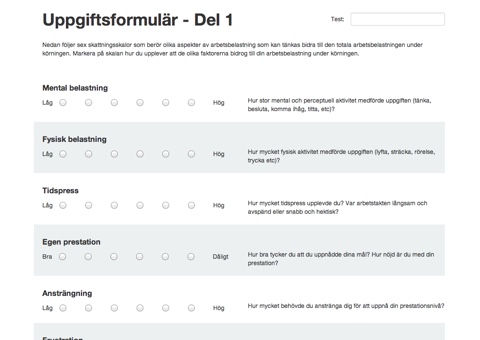 Uppgiftsformulär - Del 1
Test:
Nedan följer sex skattningsskalor som berör olika aspekter av arbetsbelastning som kan tänkas bidra till den totala arbetsbelastningen under
körningen. Markera på skalan hur du upplever att de olika faktorerna bidrog till din arbetsbelastning under körningen.
Mental belastning
Låg Hög
Hur stor mental och perceptuell aktivitet medförde uppgiften (tänka,
besluta, komma ihåg, titta, etc)?
Fysisk belastning
Låg Hög
Hur mycket fysisk aktivitet medförde uppgiften (lyfta, sträcka, rörelse,
trycka etc)?
Tidspress
Låg Hög
Hur mycket tidspress upplevde du? Var arbetstakten långsam och
avspänd eller snabb och hektisk?
Egen prestation
Bra Dåligt
Hur bra tycker du att du uppnådde dina mål? Hur nöjd är du med din
prestation?
Ansträngning
Låg Hög
Hur mycket behövde du anstränga dig för att uppnå din prestationsnivå?
Frustration